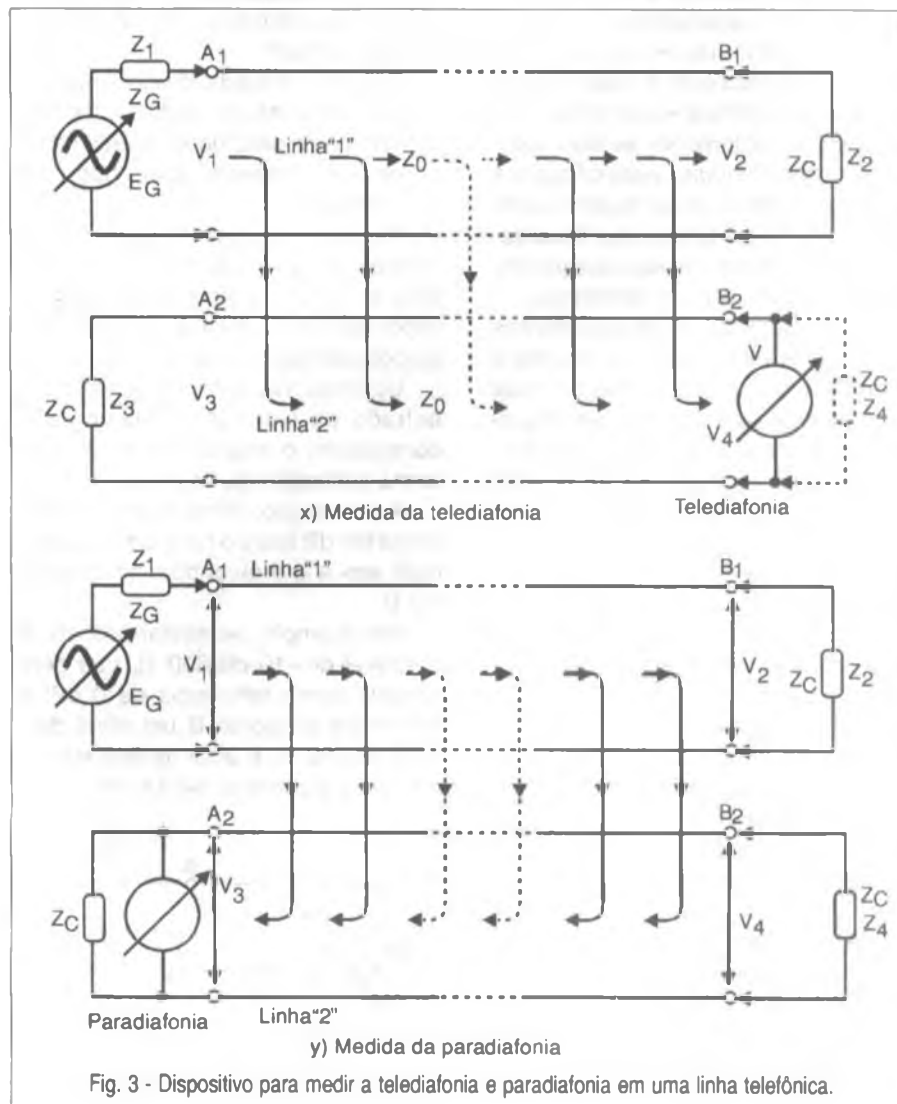 Z1 A1 B1
ZG
V1 Linha"1" Z0 V2 ZC Z2
EG
A2 B2
V ZC
ZC Z3 V3 Z0 V4 Z4
Linha"2"
x) Medida da telediafonia Telediafonia
Z1 A1 Linha"1" B1
ZG
V1 V2 ZC Z2
EG
A2 B2
ZC V3 V4 ZC
Z4
Paradiafonia Linha"2"
y) Medida da paradiafonia
Fig. 3 - Dispositivo para medir a telediafonia e paradiafonia em uma linha telefônica.